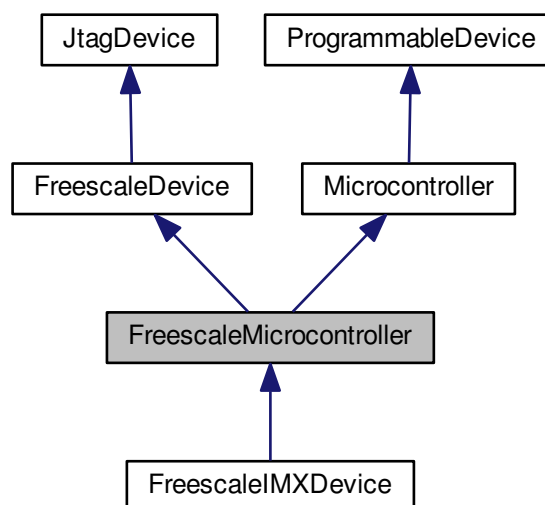 JtagDevice
ProgrammableDevice
FreescaleDevice
Microcontroller
FreescaleMicrocontroller
FreescaleIMXDevice